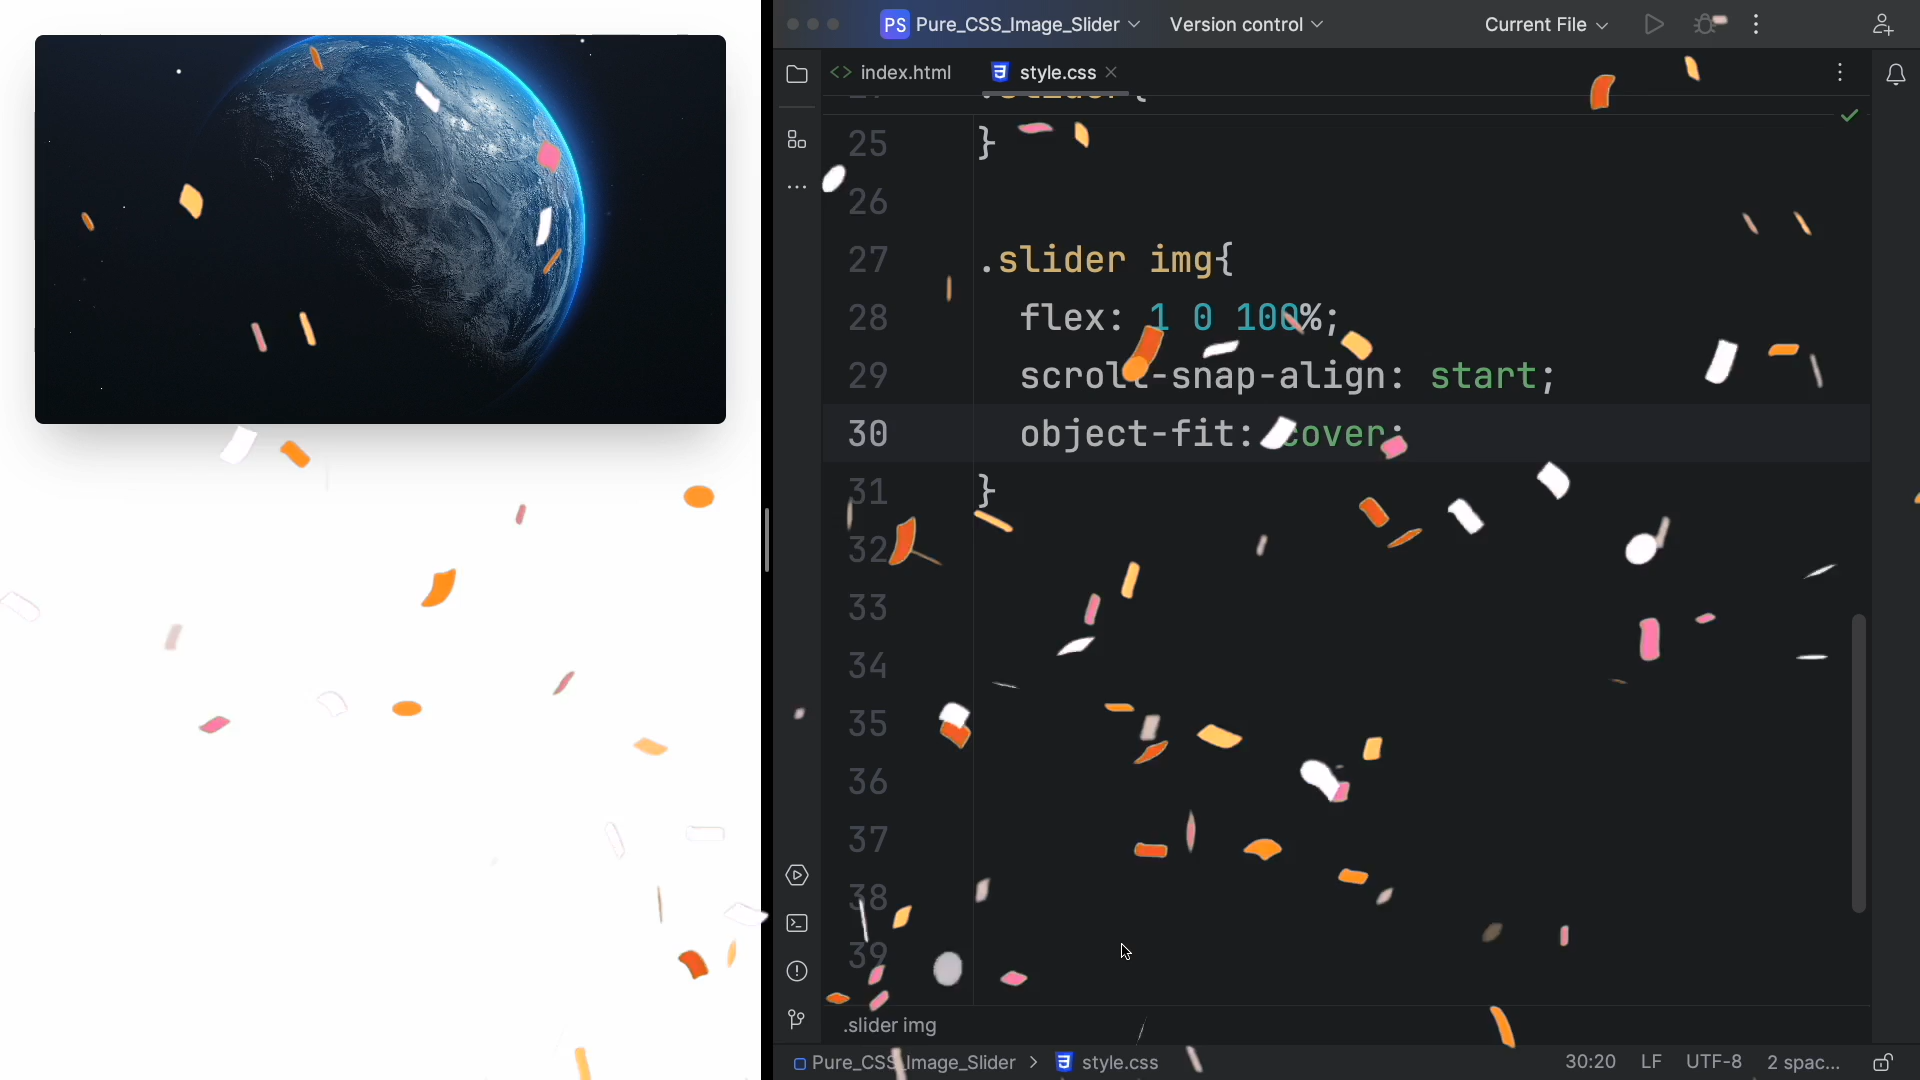 PS Pure_CSS_Image_Slider Version control Current File
index.html style.css
25 }
26
27 .slider img{
28 flex: 1 0 100%;
29 scroll-snap-align: start;
30 object-fit: cover;
31 }
32
33
34
35
36
37
38
39
.slider img
Pure_CSS_Image_Slider > style.css 30:20 LF UTF-8 2 spac...